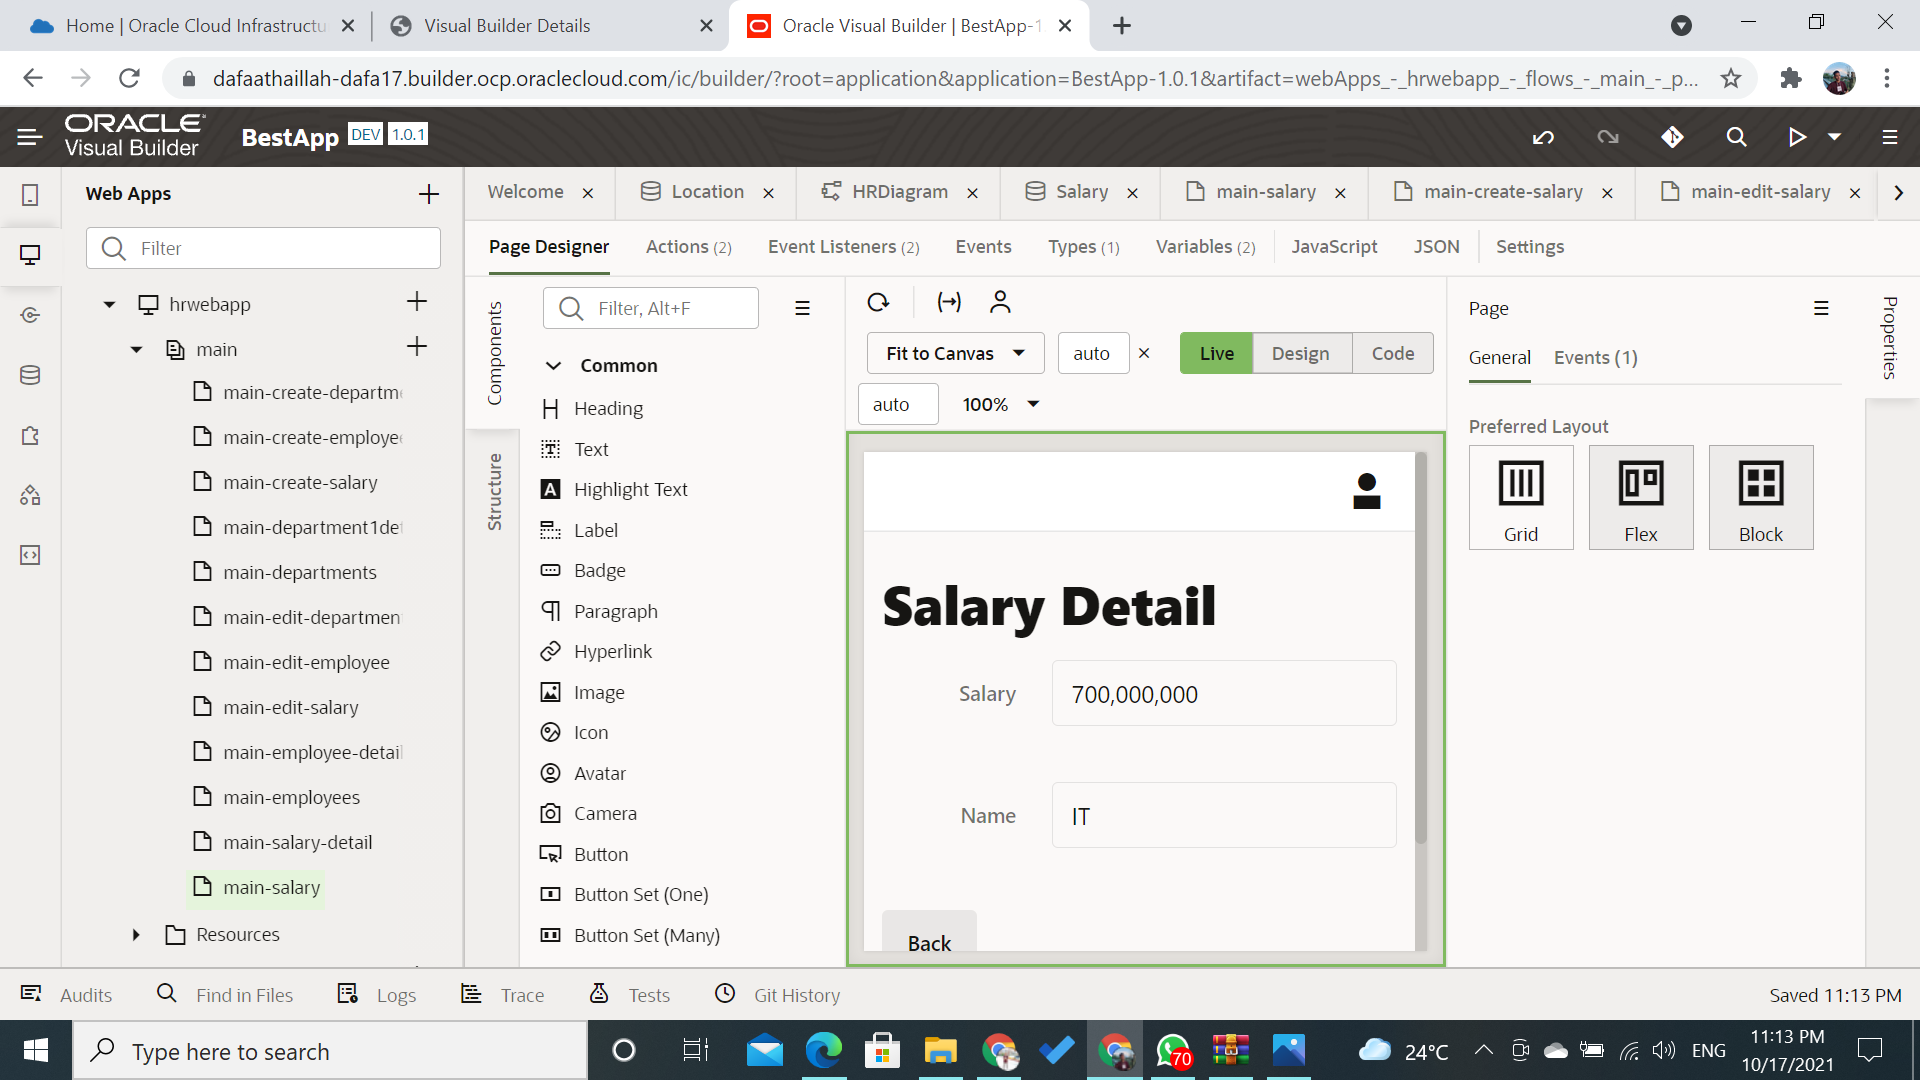 Home | Oracle Cloud Infrastructu
Visual Builder Details
Oracle Visual Builder | BestApp-1
dafaathaillah-dafa17.builder.ocp.oraclecloud.com/ic/builder/?root=application&application=BestApp-1.0.1&artifact=webApps_-_hrwebapp_-_flows_-_main_-_p...
ORACLE
Visual Builder
BestApp DEV 1.0.1
Web Apps
Filter
hrwebapp
main
main-create-departme
main-create-employee
main-create-salary
main-department1det
main-departments
main-edit-department
main-edit-employee
main-edit-salary
main-employee-detail
main-employees
main-salary-detail
main-salary
Resources
Welcome
Location
HRDiagram
Salary
main-salary
main-create-salary
main-edit-salary
Page Designer
Actions (2)
Event Listeners (2)
Events
Types (1)
Variables (2)
JavaScript
JSON
Settings
Components
Structure
Filter, Alt+F
Common
Heading
Text
Highlight Text
Label
Badge
Paragraph
Hyperlink
Image
Icon
Avatar
Camera
Button
Button Set (One)
Button Set (Many)
Fit to Canvas
auto
Live
Design
Code
auto
100%
Salary Detail
Salary
700,000,000
Name
IT
Back
Page
General
Events (1)
Preferred Layout
Grid
Flex
Block
Properties
Audits
Find in Files
Logs
Trace
Tests
Git History
Saved 11:13 PM
Type here to search
70
24°C
ENG
11:13 PM
10/17/2021